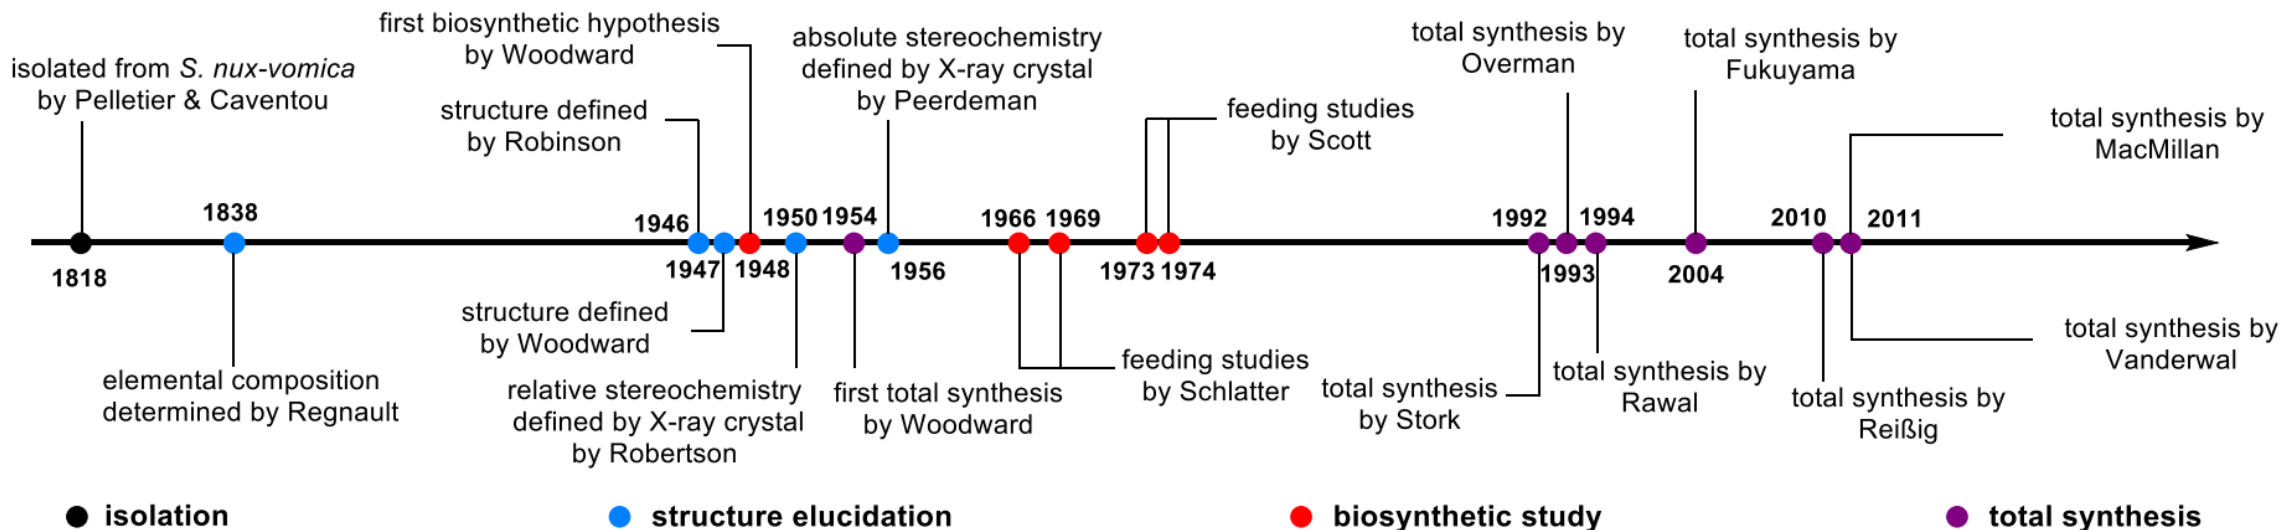 isolated from S. nux-vomica
by Pelletier & Caventou
1818
1838
elemental composition
determined by Regnault
first biosynthetic hypothesis
by Woodward
structure defined
by Robinson
1946
1947
1948
structure defined
by Woodward
1950
1954
relative stereochemistry
defined by X-ray crystal
by Robertson
first total synthesis
by Woodward
absolute stereochemistry
defined by X-ray crystal
by Peerdeman
1956
1966
1969
feeding studies
by Schlatter
feeding studies
by Scott
1973
1974
total synthesis
by Stork
1992
total synthesis by
Overman
1993
1994
total synthesis by
Rawal
total synthesis by
Fukuyama
2004
2010
total synthesis by
Reißig
total synthesis by
MacMillan
2011
total synthesis by
Vanderwal
isolation
structure elucidation
biosynthetic study
total synthesis